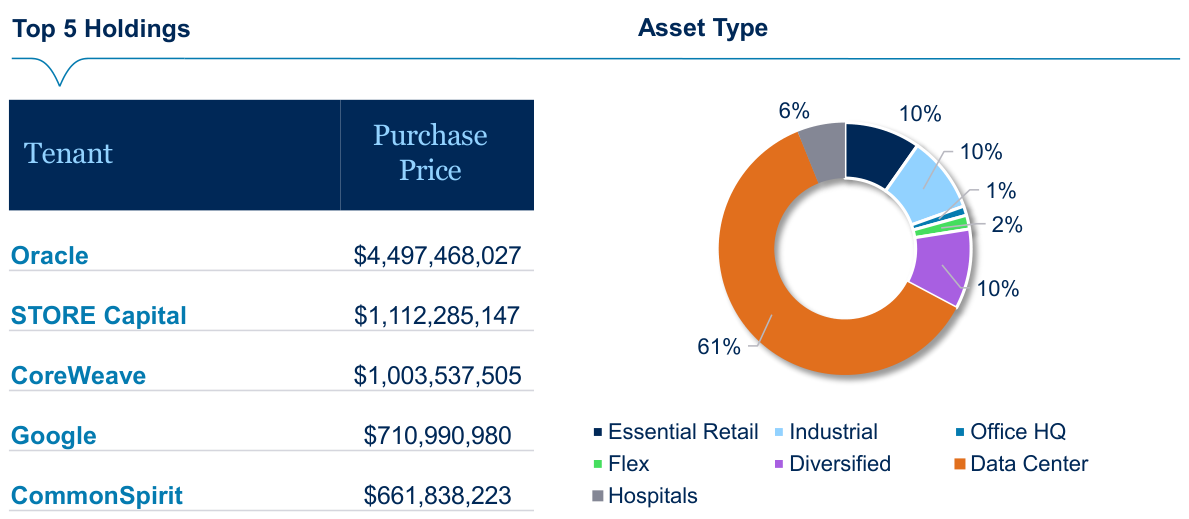 Top 5 Holdings
Asset Type
Tenant
Purchase
Price
Oracle $4,497,468,027
STORE Capital $1,112,285,147
CoreWeave $1,003,537,505
Google $710,990,980
CommonSpirit $661,838,223
6%
10%
10%
1%
2%
10%
61%
Essential Retail Industrial Office HQ
Flex Diversified Data Center
Hospitals